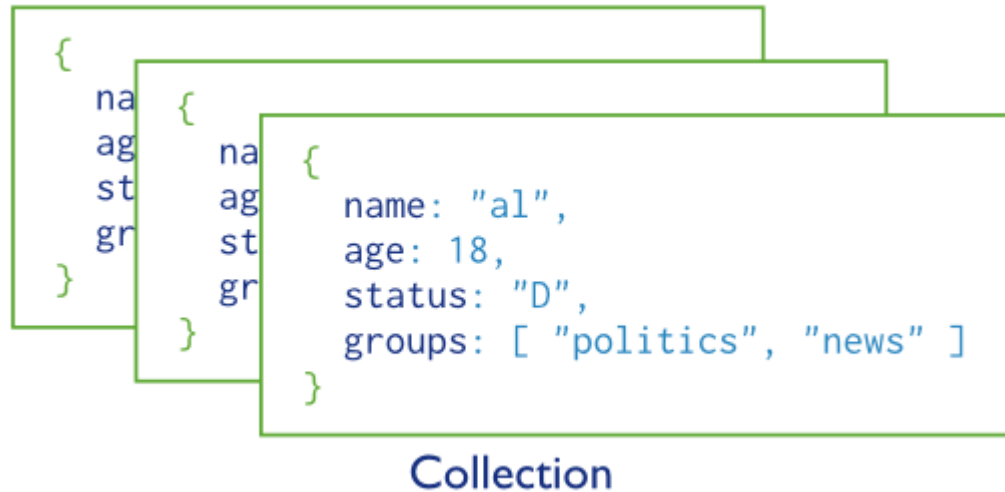 {
na
ag
st
gr
}
{
na
ag
st
gr
}
{
name: "al",
age: 18,
status: "D",
groups: [ "politics", "news" ]
}
Collection